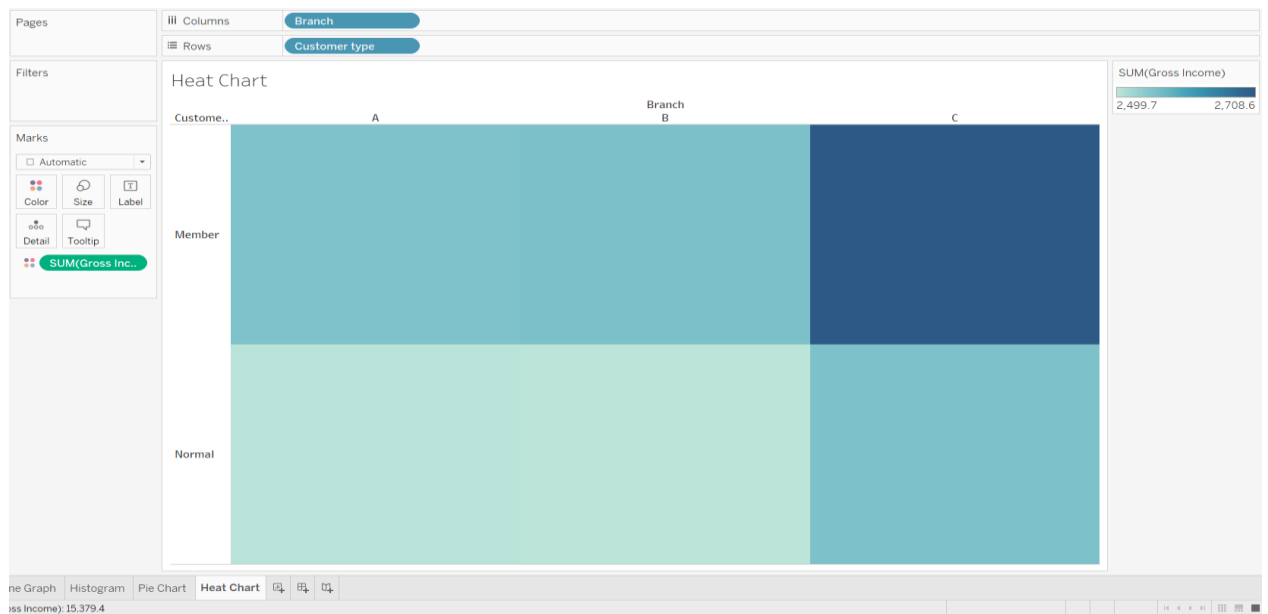 Pages
Columns
Branch
Rows
Customer type
Filters
Heat Chart
Branch
Custome..
A
B
C
Member
Normal
SUM(Gross Income)
2,499.7 2,708.6
Marks
Automatic
Color Size Label
Detail Tooltip
SUM(Gross Inc..
ne Graph Histogram Pie Chart Heat Chart
oss Income): 15,379.4